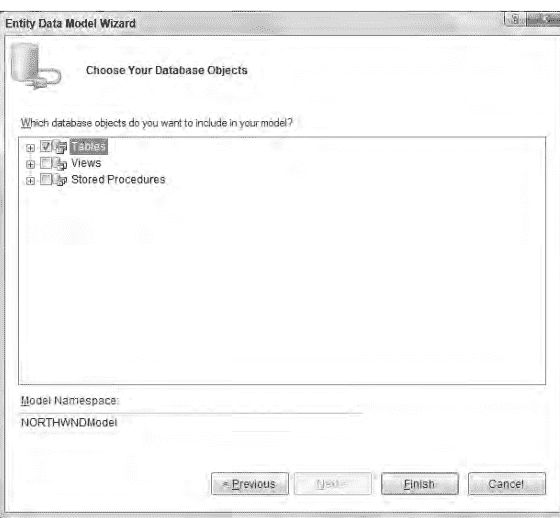 Entity Data Model Wizard
Choose Your Database Objects
Which database objects do you want to include in your model?
Tables
Views
Stored Procedures
Model Namespace:
NORTHWNDModel
< Previous
Next >
Finish
Cancel